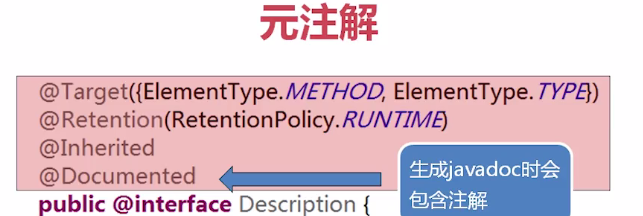 元注解
@Target({ElementType.METHOD, ElementType.TYPE})
@Retention(RetentionPolicy.RUNTIME)
@Inherited
@Documented
生成javadoc时会
包含注解
public @interface Description {